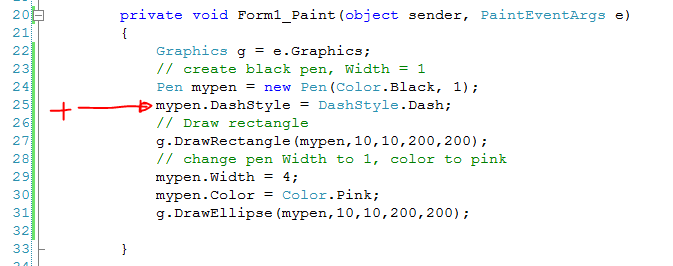 20 private void Form1_Paint(object sender, PaintEventArgs e)
21 {
22 Graphics g = e.Graphics;
23 // create black pen, Width = 1
24 Pen mypen = new Pen(Color.Black, 1);
25 mypen.DashStyle = DashStyle.Dash;
26 // Draw rectangle
27 g.DrawRectangle(mypen,10,10,200,200);
28 // change pen Width to 1, color to pink
29 mypen.Width = 4;
30 mypen.Color = Color.Pink;
31 g.DrawEllipse(mypen,10,10,200,200);
32
33 }